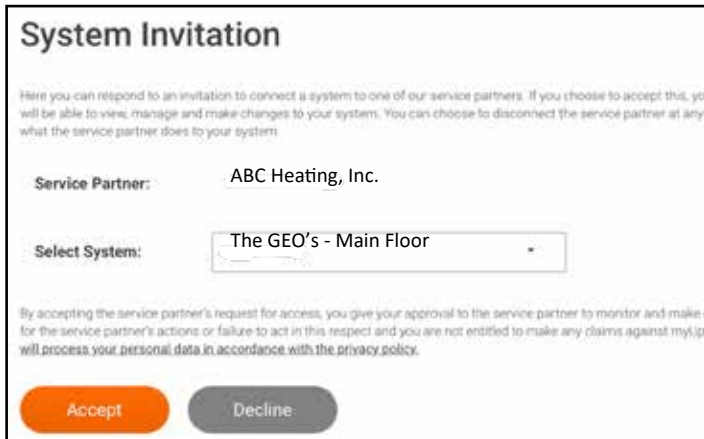 System Invitation
Here you can respond to an invitation to connect a system to one of our service partners. If you choose to accept this, yo
will be able to view, manage and make changes to your system. You can choose to disconnect the service partner at any
what the service partner does to your system.
Service Partner: ABC Heating, Inc.
Select System: The GEO's - Main Floor
By accepting the service partner's request for access, you give your approval to the service partner to monitor and make
for the service partner's actions or failure to act in this respect and you are not entitled to make any claims against myUp
will process your personal data in accordance with the privacy policy.
Accept Decline